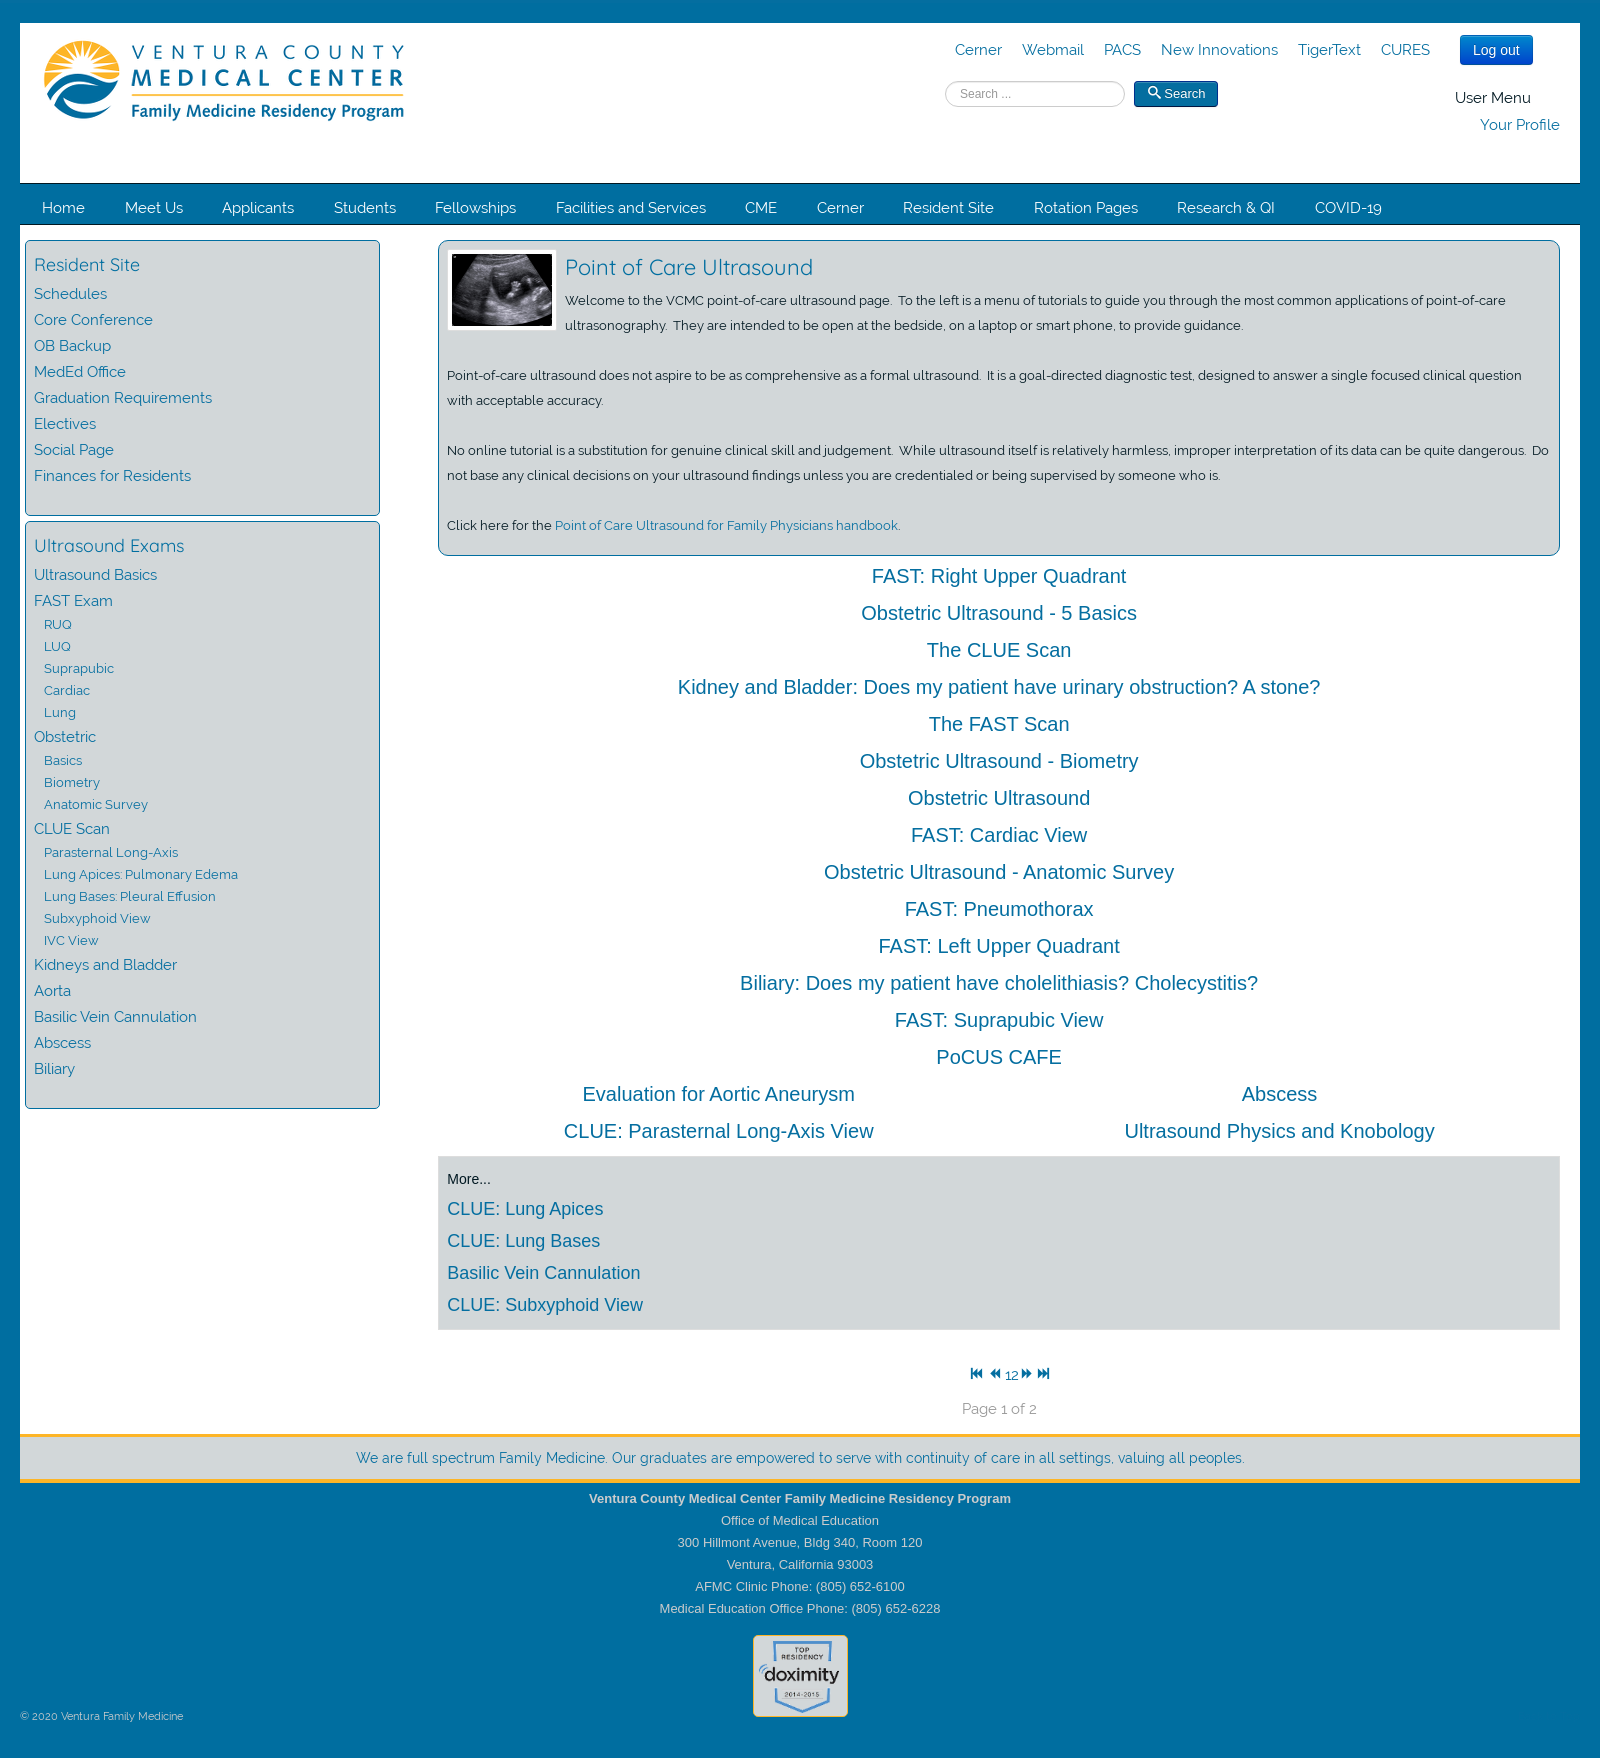 VENTURA COUNTY
MEDICAL CENTER
Family Medicine Residency Program
Cerner Webmail PACS New Innovations TigerText CURES
Log out
Search ...
Search
User Menu
Your Profile
Home Meet Us Applicants Students Fellowships Facilities and Services CME Cerner Resident Site Rotation Pages Research & QI COVID-19
Resident Site
Schedules
Core Conference
OB Backup
MedEd Office
Graduation Requirements
Electives
Social Page
Finances for Residents
Ultrasound Exams
Ultrasound Basics
FAST Exam
RUQ
LUQ
Suprapubic
Cardiac
Lung
Obstetric
Basics
Biometry
Anatomic Survey
CLUE Scan
Parasternal Long-Axis
Lung Apices: Pulmonary Edema
Lung Bases: Pleural Effusion
Subxyphoid View
IVC View
Kidneys and Bladder
Aorta
Basilic Vein Cannulation
Abscess
Biliary
Point of Care Ultrasound
Welcome to the VCMC point-of-care ultrasound page. To the left is a menu of tutorials to guide you through the most common applications of point-of-care
ultrasonography. They are intended to be open at the bedside, on a laptop or smart phone, to provide guidance.
Point-of-care ultrasound does not aspire to be as comprehensive as a formal ultrasound. It is a goal-directed diagnostic test, designed to answer a single focused clinical question
with acceptable accuracy.
No online tutorial is a substitution for genuine clinical skill and judgement. While ultrasound itself is relatively harmless, improper interpretation of its data can be quite dangerous. Do
not base any clinical decisions on your ultrasound findings unless you are credentialed or being supervised by someone who is.
Click here for the Point of Care Ultrasound for Family Physicians handbook.
FAST: Right Upper Quadrant
Obstetric Ultrasound - 5 Basics
The CLUE Scan
Kidney and Bladder: Does my patient have urinary obstruction? A stone?
The FAST Scan
Obstetric Ultrasound - Biometry
Obstetric Ultrasound
FAST: Cardiac View
Obstetric Ultrasound - Anatomic Survey
FAST: Pneumothorax
FAST: Left Upper Quadrant
Biliary: Does my patient have cholelithiasis? Cholecystitis?
FAST: Suprapubic View
PoCUS CAFE
Evaluation for Aortic Aneurysm
Abscess
CLUE: Parasternal Long-Axis View
Ultrasound Physics and Knobology
More...
CLUE: Lung Apices
CLUE: Lung Bases
Basilic Vein Cannulation
CLUE: Subxyphoid View
12
Page 1 of 2
We are full spectrum Family Medicine. Our graduates are empowered to serve with continuity of care in all settings, valuing all peoples.
Ventura County Medical Center Family Medicine Residency Program
Office of Medical Education
300 Hillmont Avenue, Bldg 340, Room 120
Ventura, California 93003
AFMC Clinic Phone: (805) 652-6100
Medical Education Office Phone: (805) 652-6228
TOP
RESIDENCY
doximity
2014-2015
© 2020 Ventura Family Medicine